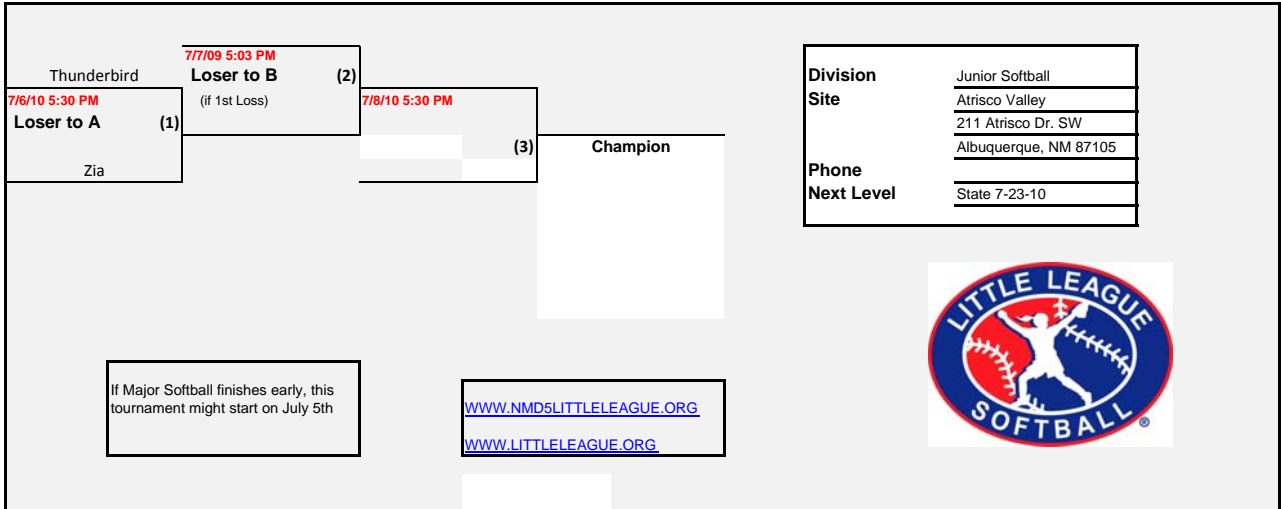 7/7/09 5:03 PM
Thunderbird
Loser to B (2)
7/6/10 5:30 PM
(if 1st Loss)
7/8/10 5:30 PM
Loser to A (1)
(3)
Champion
Zia
Division Junior Softball
Site Atrisco Valley
211 Atrisco Dr. SW
Albuquerque, NM 87105
Phone
Next Level State 7-23-10
LITTLE LEAGUE
SOFTBALL ®
If Major Softball finishes early, this
tournament might start on July 5th
WWW.NMD5LITTLELEAGUE.ORG
WWW.LITTLELEAGUE.ORG